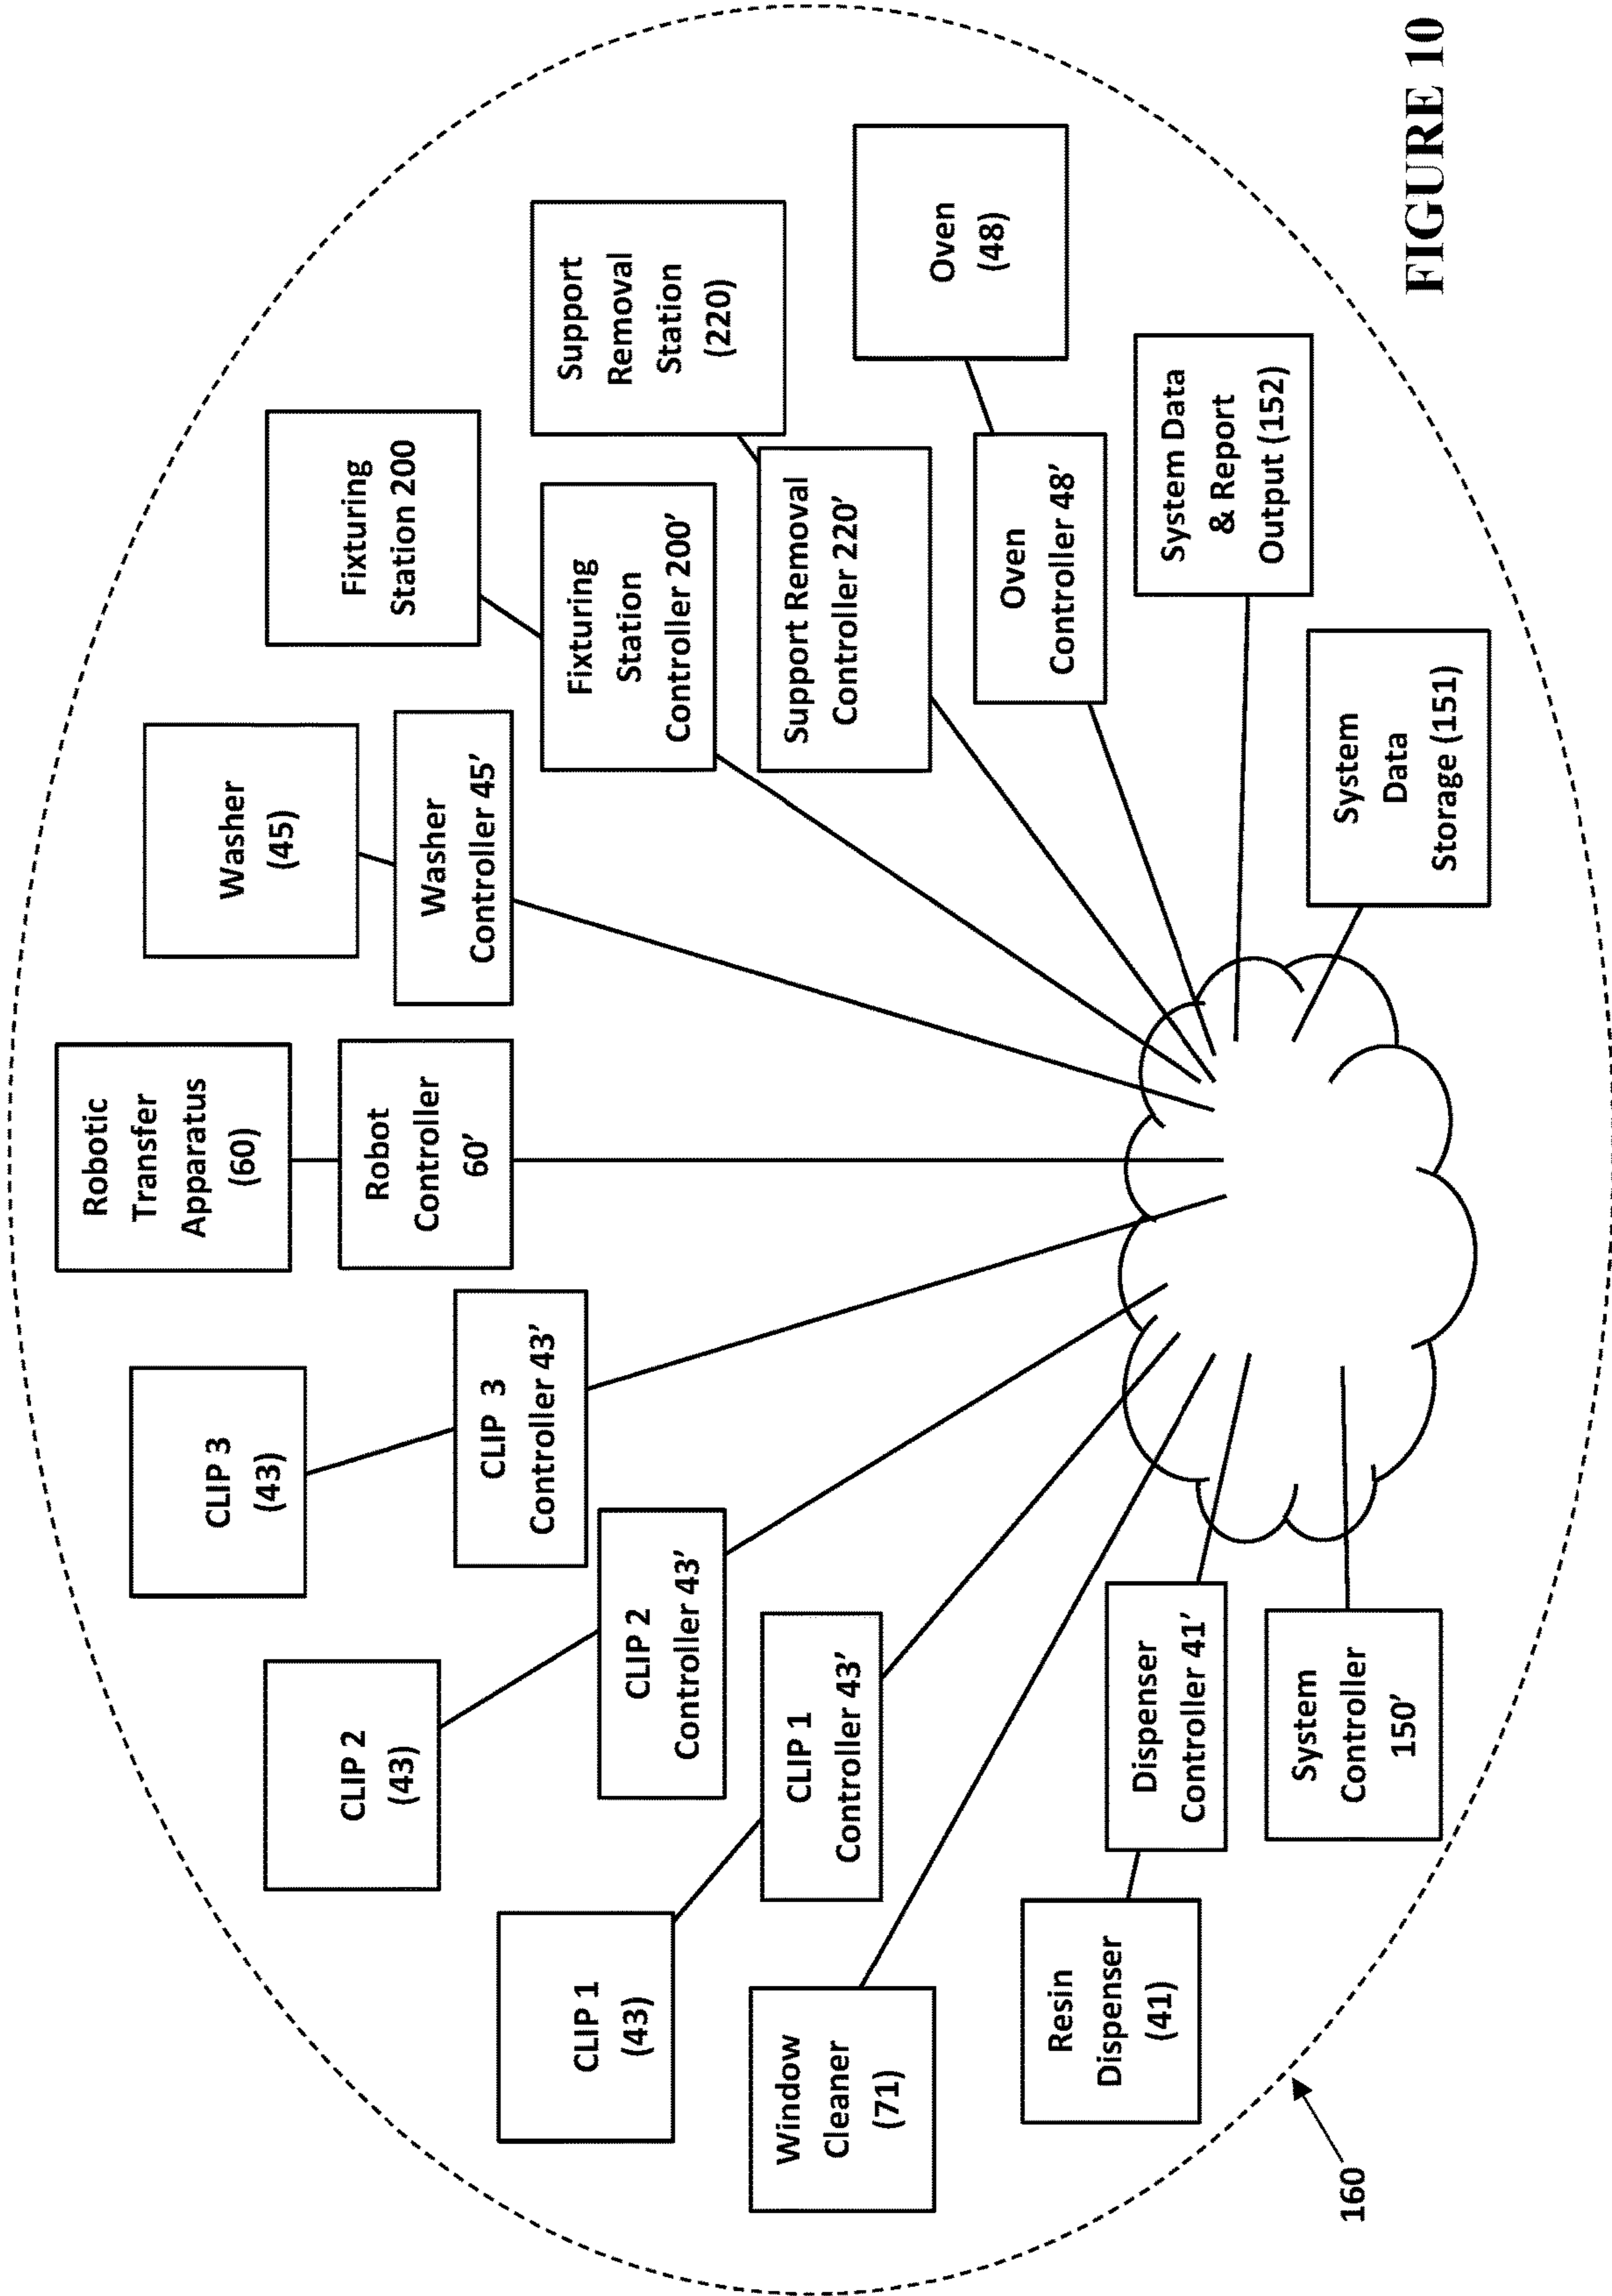 Robotic
Transfer
Apparatus
(60)
Robot
Controller
60’
CLIP 3
(43)
CLIP 3
Controller 43’
CLIP 2
(43)
CLIP 2
Controller 43’
CLIP 1
(43)
CLIP 1
Controller 43’
Window
Cleaner
(71)
Resin
Dispenser
(41)
Dispenser
Controller 41’
System
Controller
150’
Washer
(45)
Washer
Controller 45’
Fixturing
Station 200
Fixturing
Station
Controller 200’
Support
Removal
Station
(220)
Support Removal
Controller 220’
Oven
(48)
Oven
Controller 48’
System Data
& Report
Output (152)
System
Data
Storage (151)
160
FIGURE 10